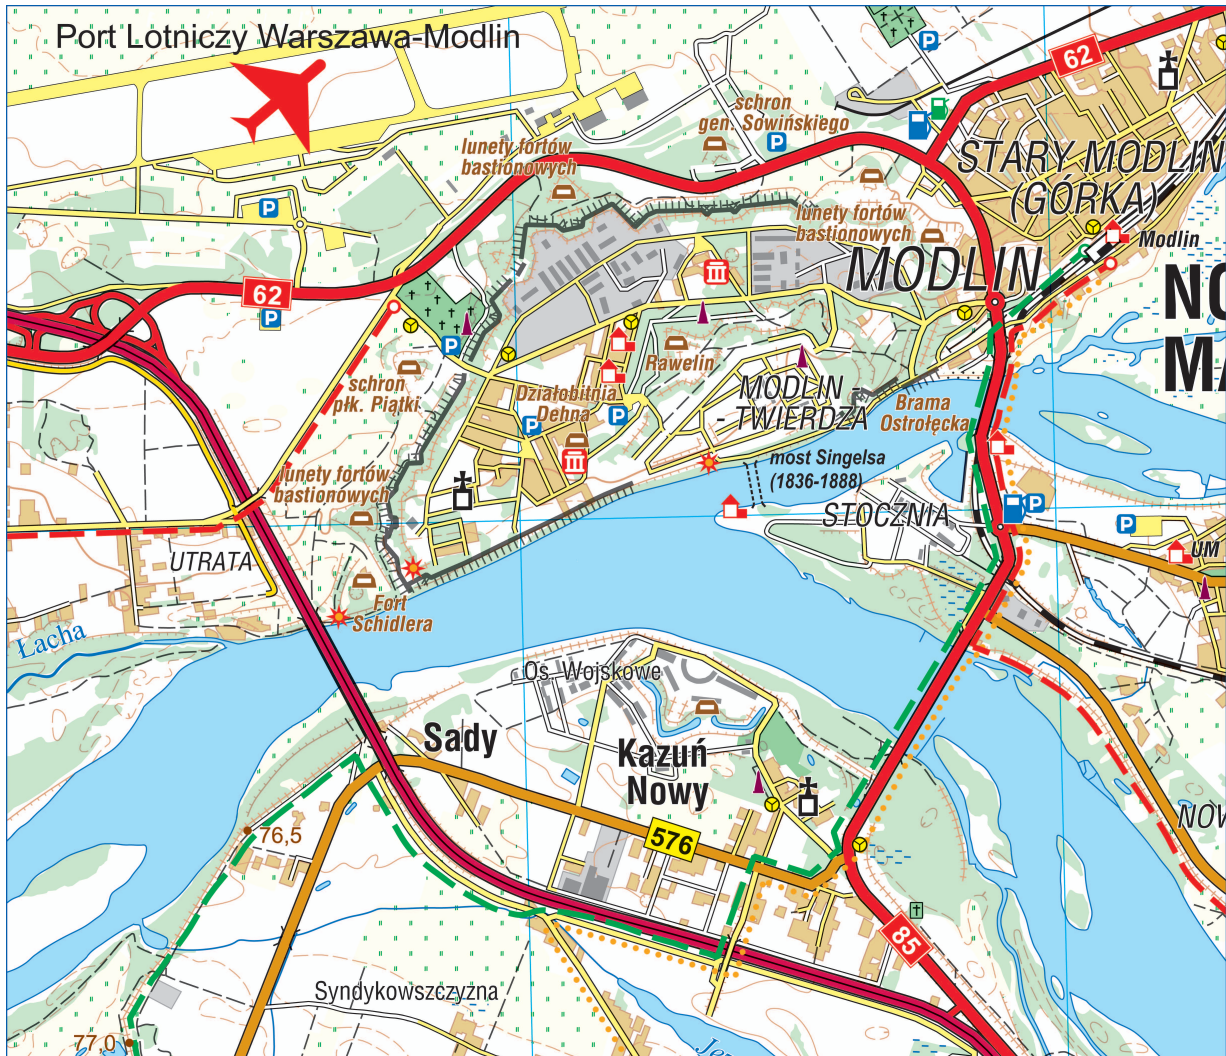 Port Lotniczy Warszawa-Modlin
62
schron
gen. Sowińskiego
P
P
lunety fortów
bastionowych
STARY MODLIN
(GÓRKA)
P
lunety fortów
bastionowych
Modlin
MODLIN
62
P
P
Rawelin
schron
płk. Piątki
Działobitnia
Dehna
P
P
MODLIN -
- TWIERDZA
Brama
Ostrołęcka
most Singelsa
(1836-1888)
lunety fortów
bastionowych
STOCZNIA
P
P
UM
UTRATA
Fort
Schidlera
Łacha
Os. Wojskowe
Sady
Kazuń
Nowy
76,5
576
85
Syndykowszczyzna
77,0